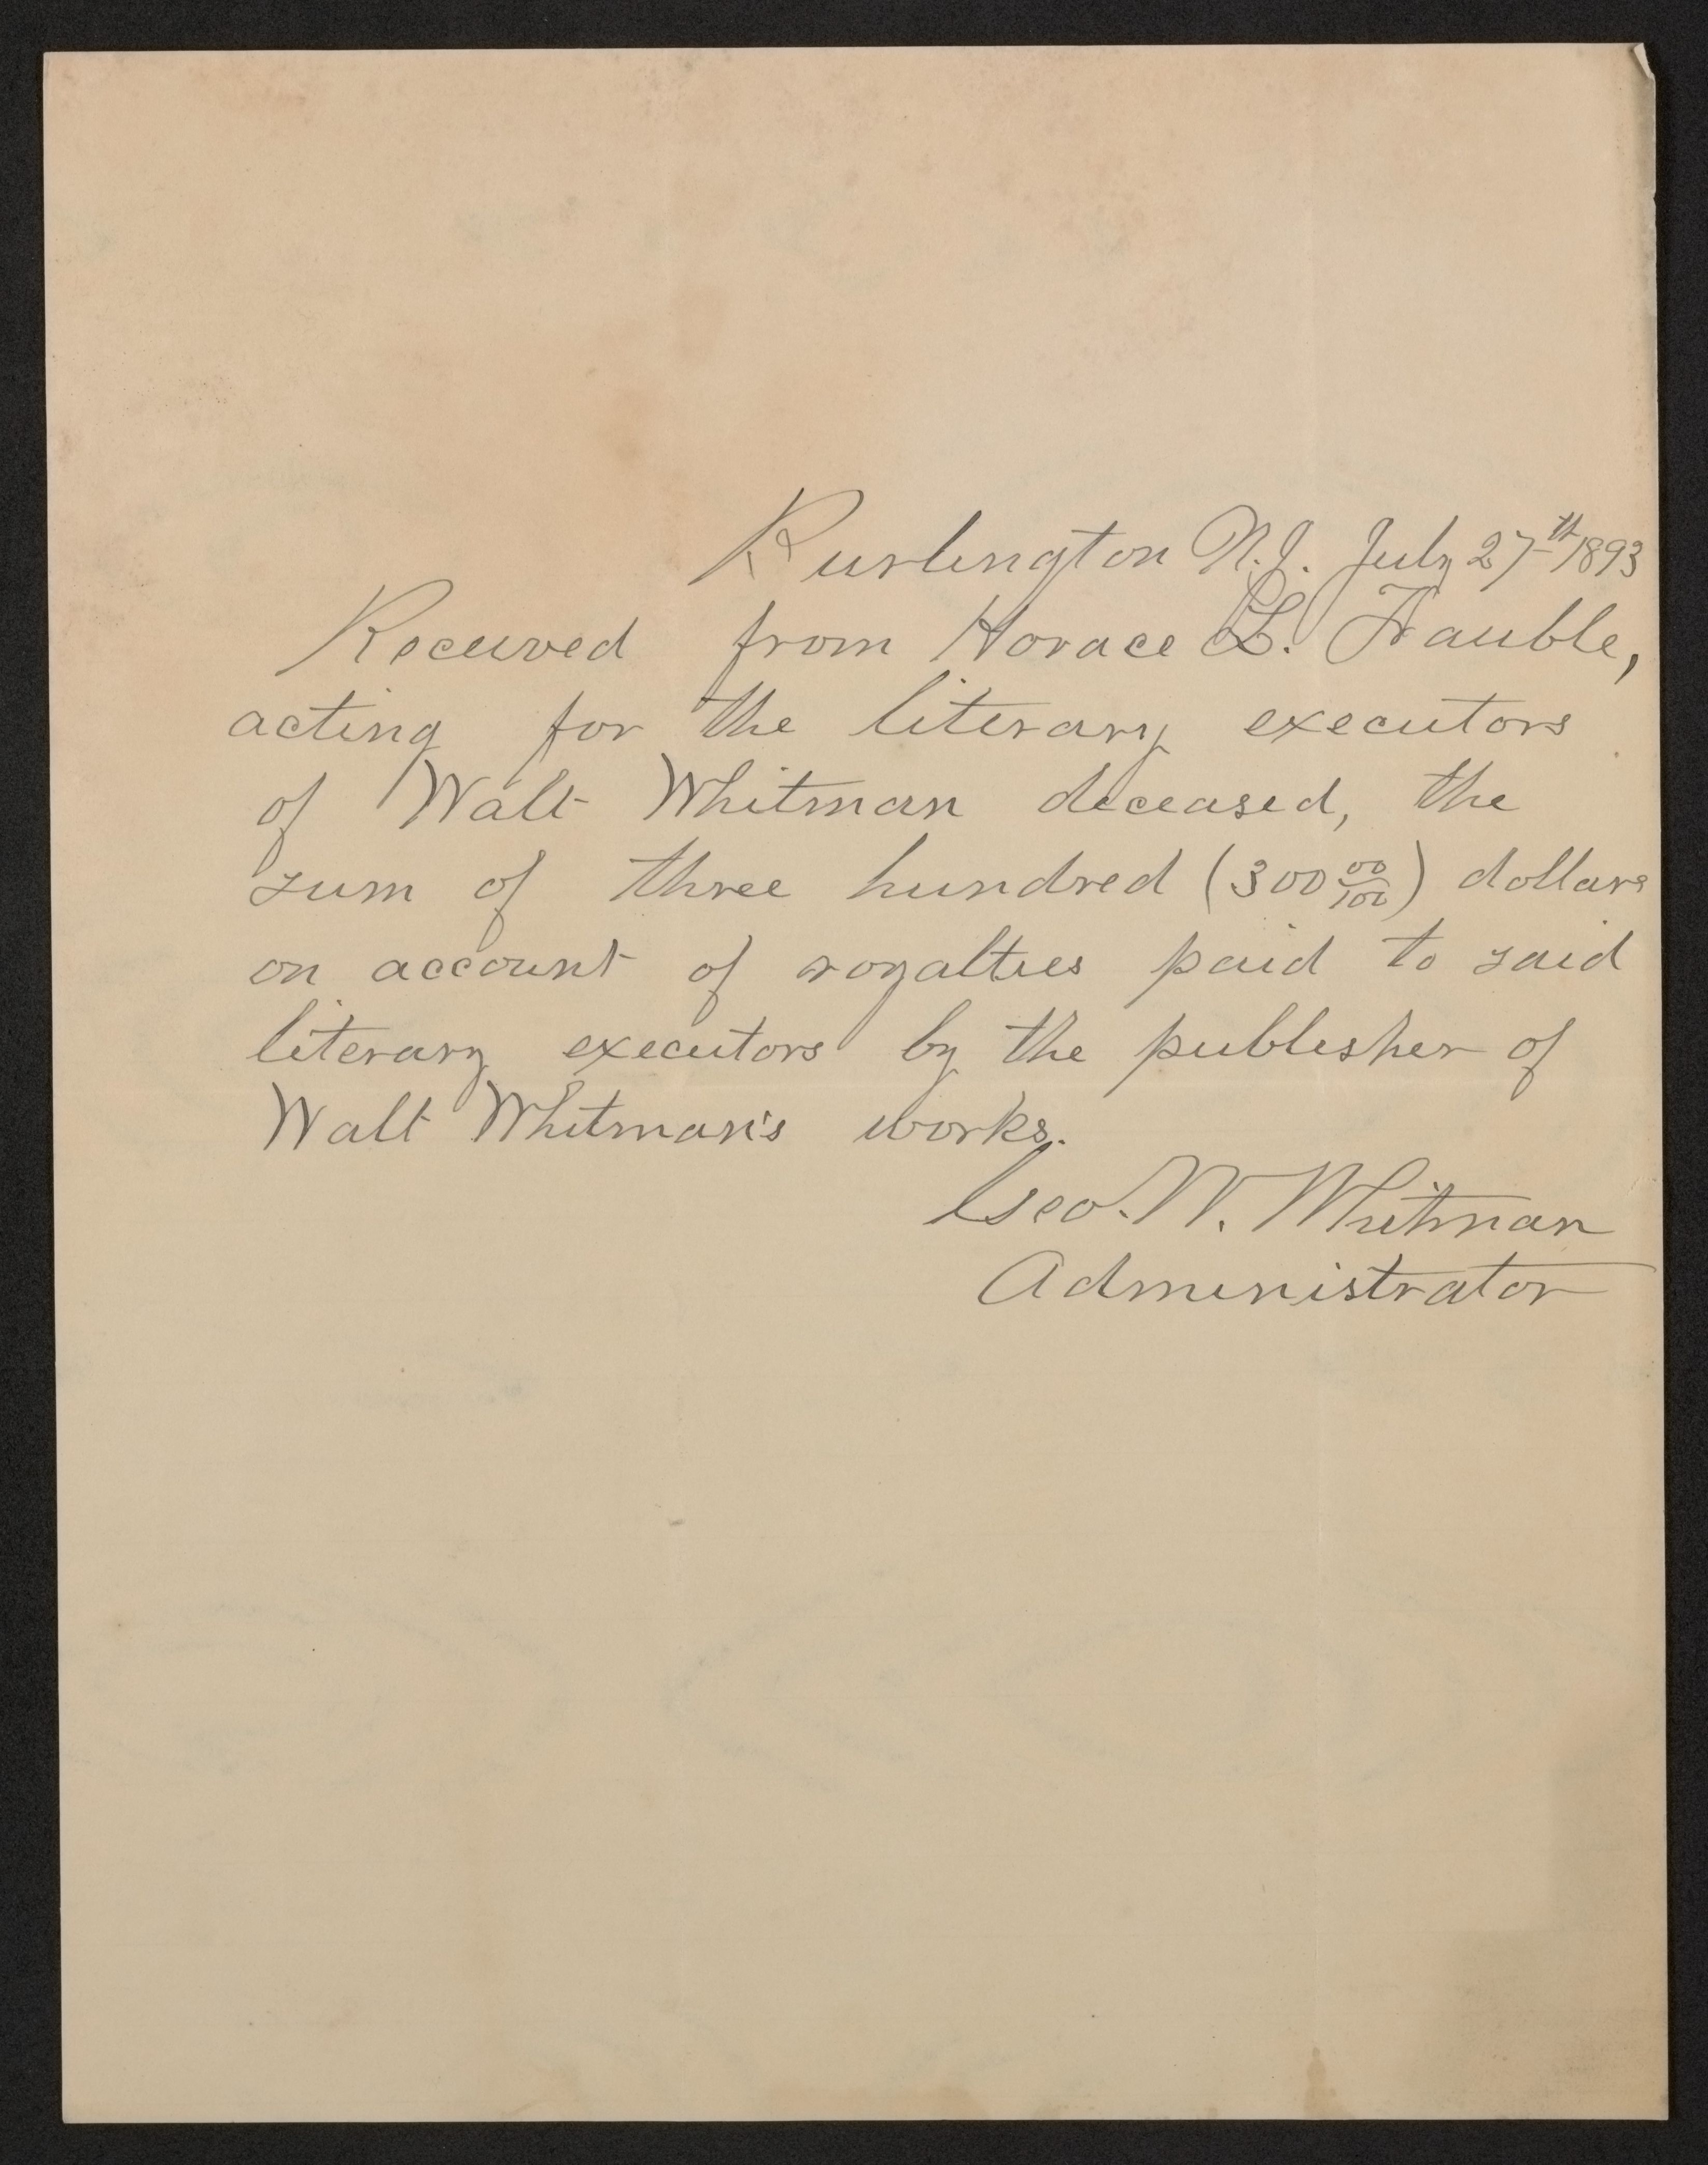 Burlington N.J. July 27th 1893
Received from Horace L. Trauble,
acting for the literary executors
of Walt Whitman deceased, the
sum of three hundred (300 00/100) dollars
on account of royalties paid to said
literary executors by the publisher of
Walt Whitman's works.
Geo. W. Whitman
Administrator